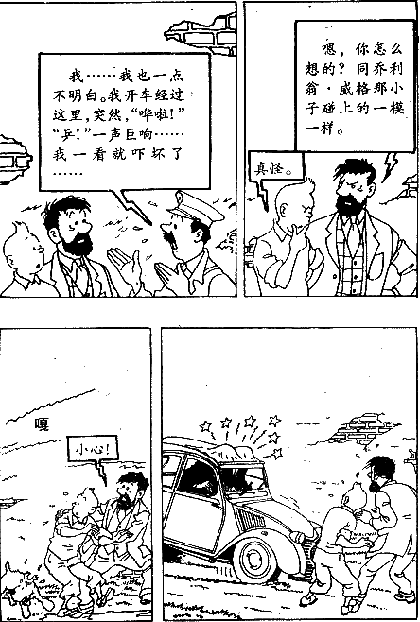 我……我也一点
不明白。我开车经过
这里,突然,“哗啦!”
“乒!”一声巨响……
我一看就吓坏了
……
嗯,你怎么
想的?同乔利
翁·威格那小
子碰上的一模
一样。
真怪。
嘎
小心!